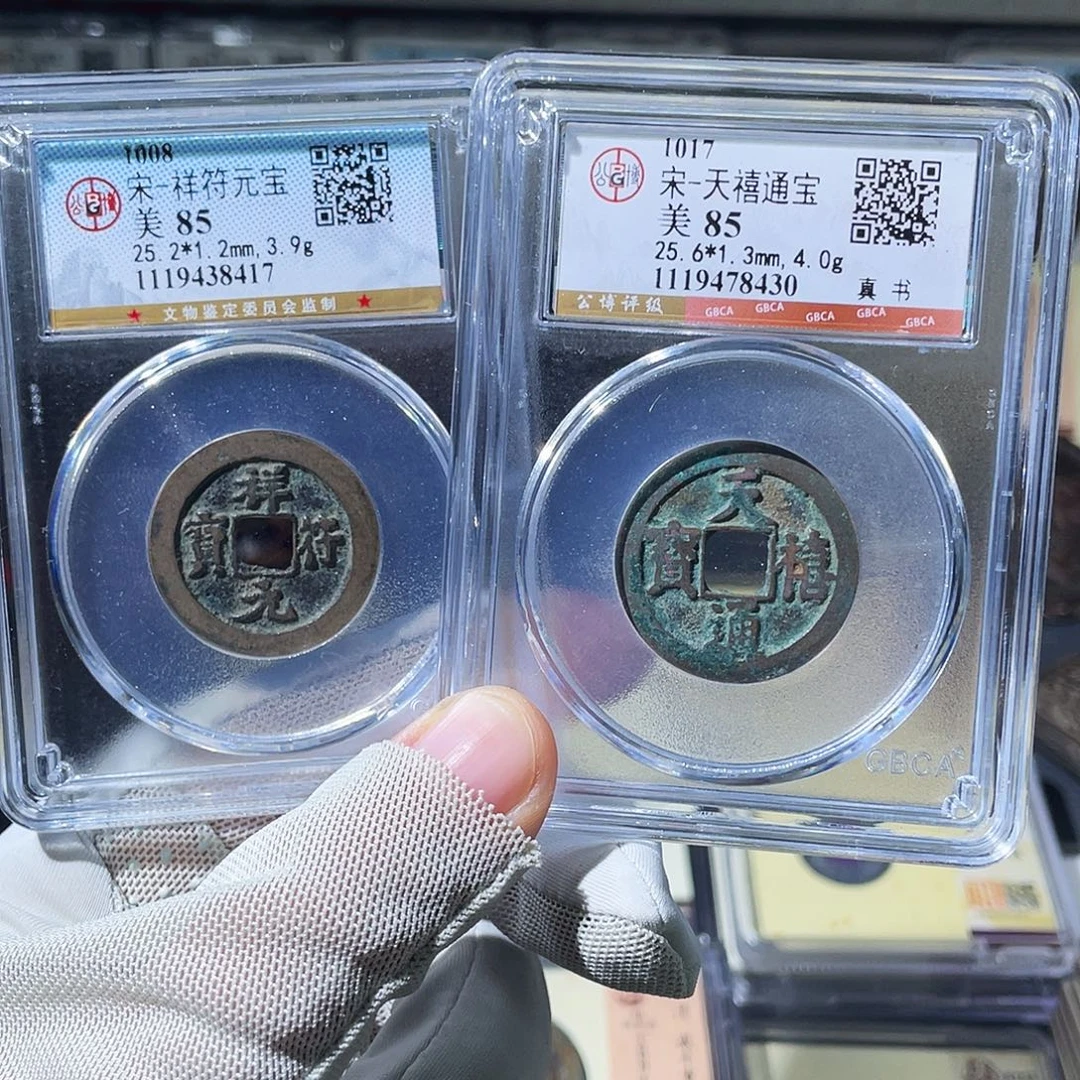 1008
宋-祥符元宝
美 85
25.2*1.2mm, 3.9g
1119438417
★ 文物鉴定委员会监制 ★
祥符元寶
1017
宋-天禧通宝
美 85
25.6*1.3mm, 4.0g
1119478430 真书
公博评级 GBCA GBCA GBCA GBCA GBCA
天禧通寶
GBCA